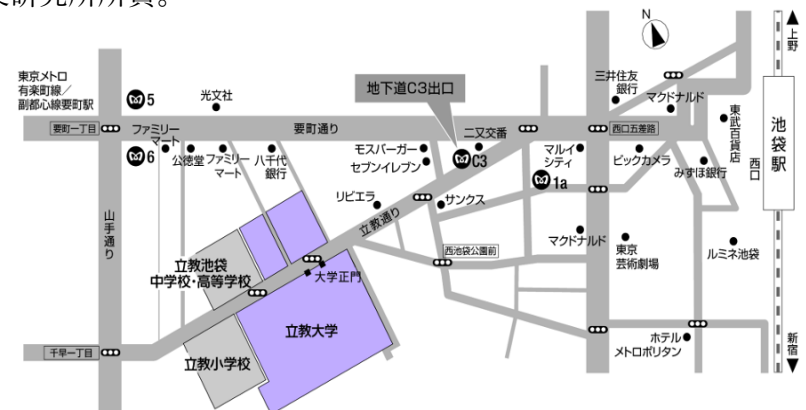 研究所所員。
N
上野
東京メトロ
有楽町線／
副都心線要町駅
5
光文社
地下道C3出口
三井住友
銀行
マクドナルド
東武百貨店
池袋駅
西口
要町一丁目
ファミリー
マート
要町通り
二又交番
西口五差路
6
公徳堂
ファミリー
マート
八千代
銀行
モスバーガー
セブンイレブン
C3
マルイ
シティ
ビックカメラ
みずほ銀行
1a
リビエラ
サンクス
立教通り
山手通り
西池袋公園前
マクドナルド
東京
芸術劇場
ルミネ池袋
立教池袋
中学校・高等学校
大学正門
立教大学
千早一丁目
立教小学校
ホテル
メトロポリタン
新宿